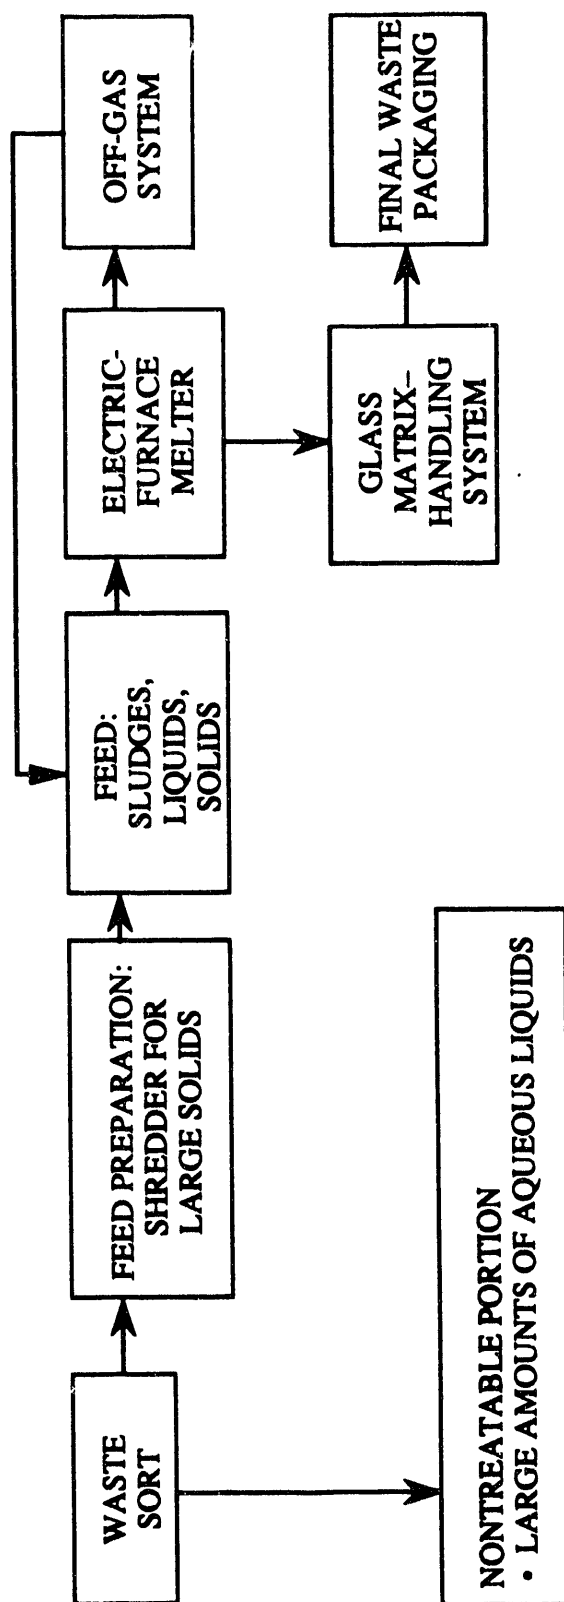 WASTE
SORT
FEED PREPARATION:
SHREDDER FOR
LARGE SOLIDS
FEED:
SLUDGES,
LIQUIDS,
SOLIDS
ELECTRIC-
FURNACE
MELTER
OFF-GAS
SYSTEM
GLASS
MATRIX–
HANDLING
SYSTEM
FINAL WASTE
PACKAGING
NONTREATABLE PORTION
• LARGE AMOUNTS OF AQUEOUS LIQUIDS